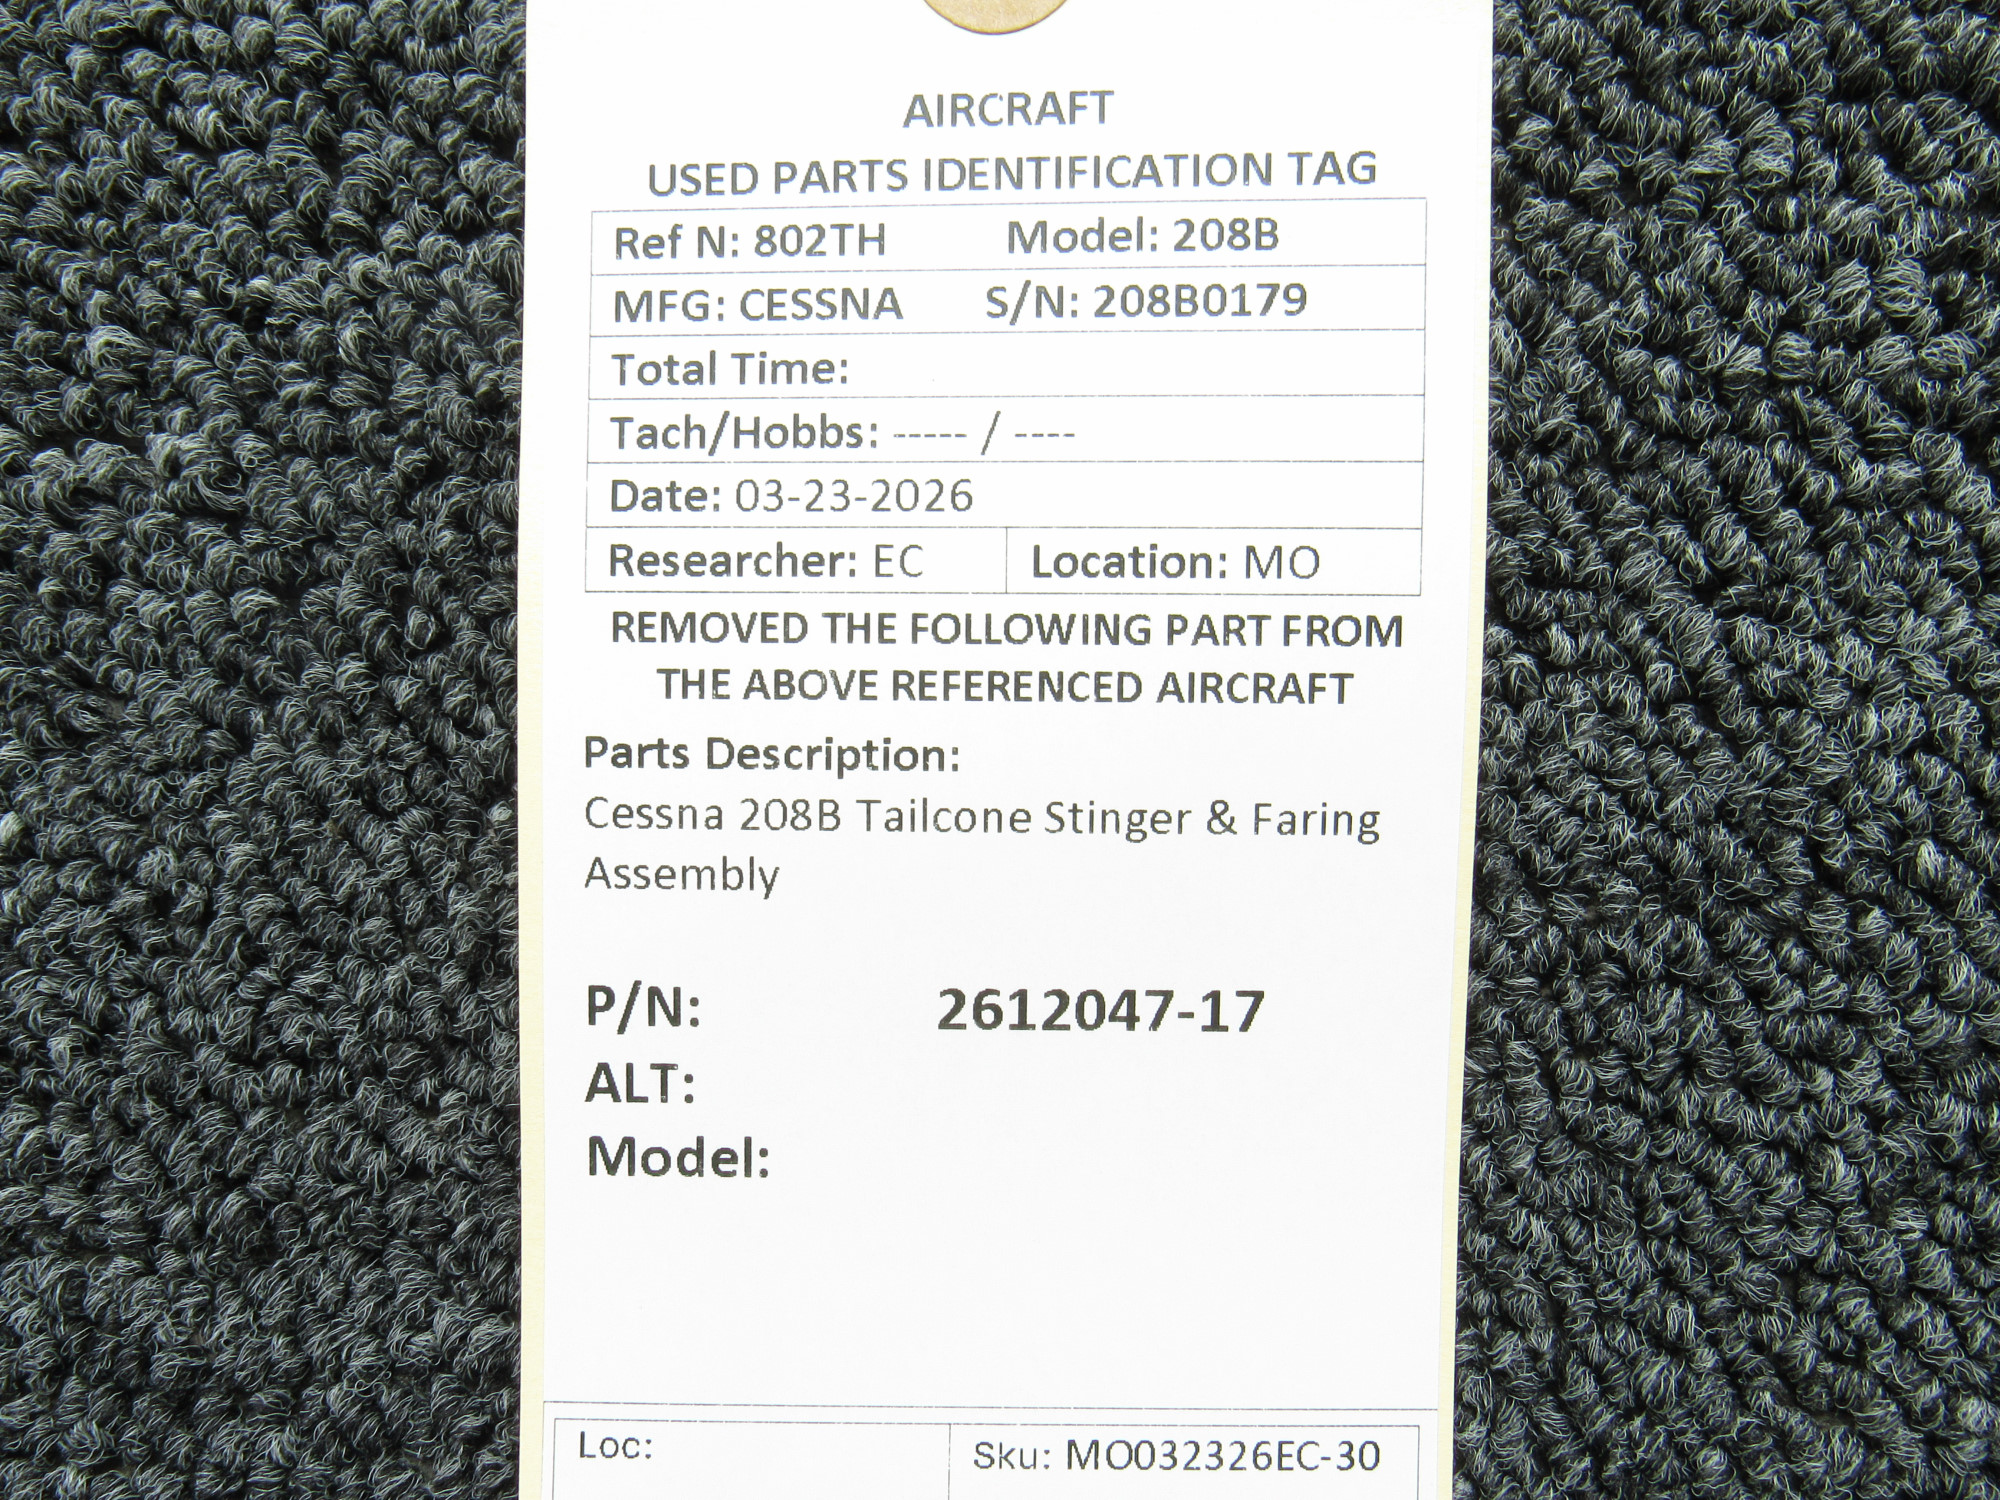 AIRCRAFT
USED PARTS IDENTIFICATION TAG
Ref N: 802TH Model: 208B
MFG: CESSNA S/N: 208B0179
Total Time:
Tach/Hobbs: ----- / ----
Date: 03-23-2026
Researcher: EC Location: MO
REMOVED THE FOLLOWING PART FROM
THE ABOVE REFERENCED AIRCRAFT
Parts Description:
Cessna 208B Tailcone Stinger & Faring
Assembly
P/N: 2612047-17
ALT:
Model:
Loc: Sku: MO032326EC-30